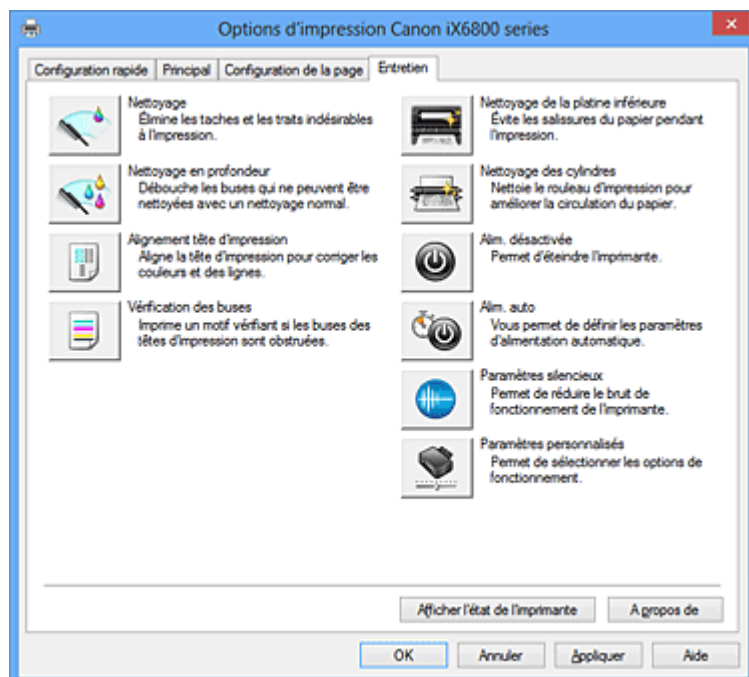 Options d'impression Canon iX6800 series
Configuration rapide
Principal
Configuration de la page
Entretien
Nettoyage
Élimine les taches et les traits indésirables
à l'impression.
Nettoyage en profondeur
Débouche les buses qui ne peuvent être
nettoyées avec un nettoyage normal.
Alignement tête d'impression
Aligne la tête d'impression pour corriger les
couleurs et des lignes.
Vérification des buses
Imprime un motif vérifiant si les buses des
têtes d'impression sont obstruées.
Nettoyage de la platine inférieure
Évite les salissures du papier pendant
l'impression.
Nettoyage des cylindres
Nettoie le rouleau d'impression pour
améliorer la circulation du papier.
Alim. désactivée
Permet d'éteindre l'imprimante.
Alim. auto
Vous permet de définir les paramètres
d'alimentation automatique.
Paramètres silencieux
Permet de réduire le bruit de
fonctionnement de l'imprimante.
Paramètres personnalisés
Permet de sélectionner les options de
fonctionnement.
Afficher l'état de l'imprimante
A propos de
OK
Annuler
Appliquer
Aide